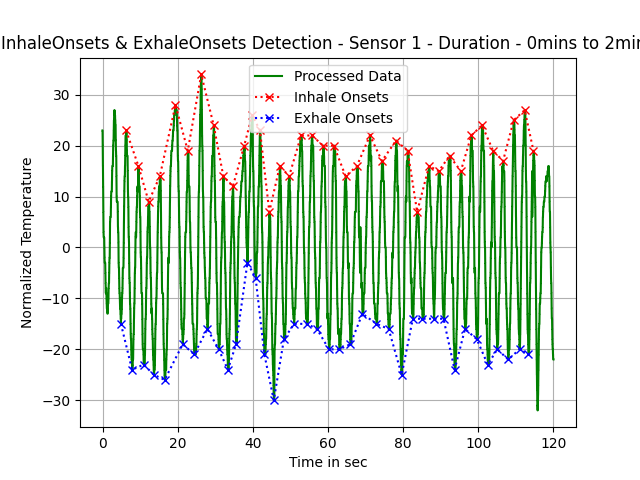 InhaleOnsets & ExhaleOnsets Detection - Sensor 1 - Duration - 0mins to 2min
Processed Data
Inhale Onsets
Exhale Onsets
Normalized Temperature
30
20
10
0
−10
−20
−30
0 20 40 60 80 100 120
Time in sec